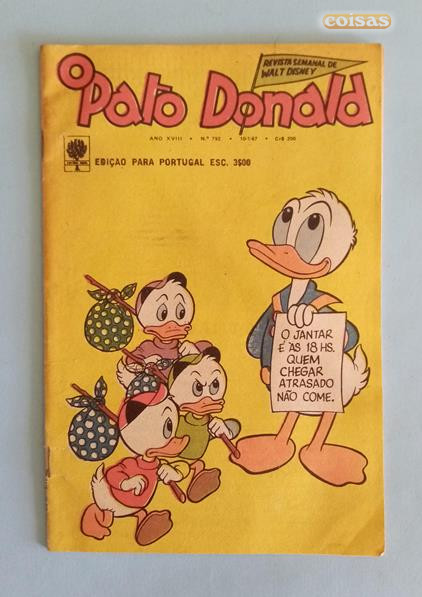 coisas
O Pato Donald
REVISTA SEMANAL DE
WALT DISNEY
ANO XVIII • N.º 792 • 10-1-67 • Cr$ 200
EDIÇÃO PARA PORTUGAL ESC. 3$00
O JANTAR
É ÀS 18 HS.
QUEM
CHEGAR
ATRASADO
NÃO COME.